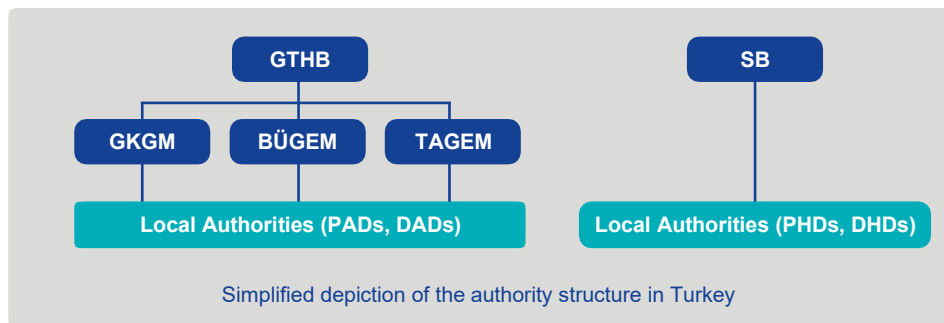 GTHB
SB
GKGM
BÜGEM
TAGEM
Local Authorities (PADs, DADs)
Local Authorities (PHDs, DHDs)
Simplified depiction of the authority structure in Turkey